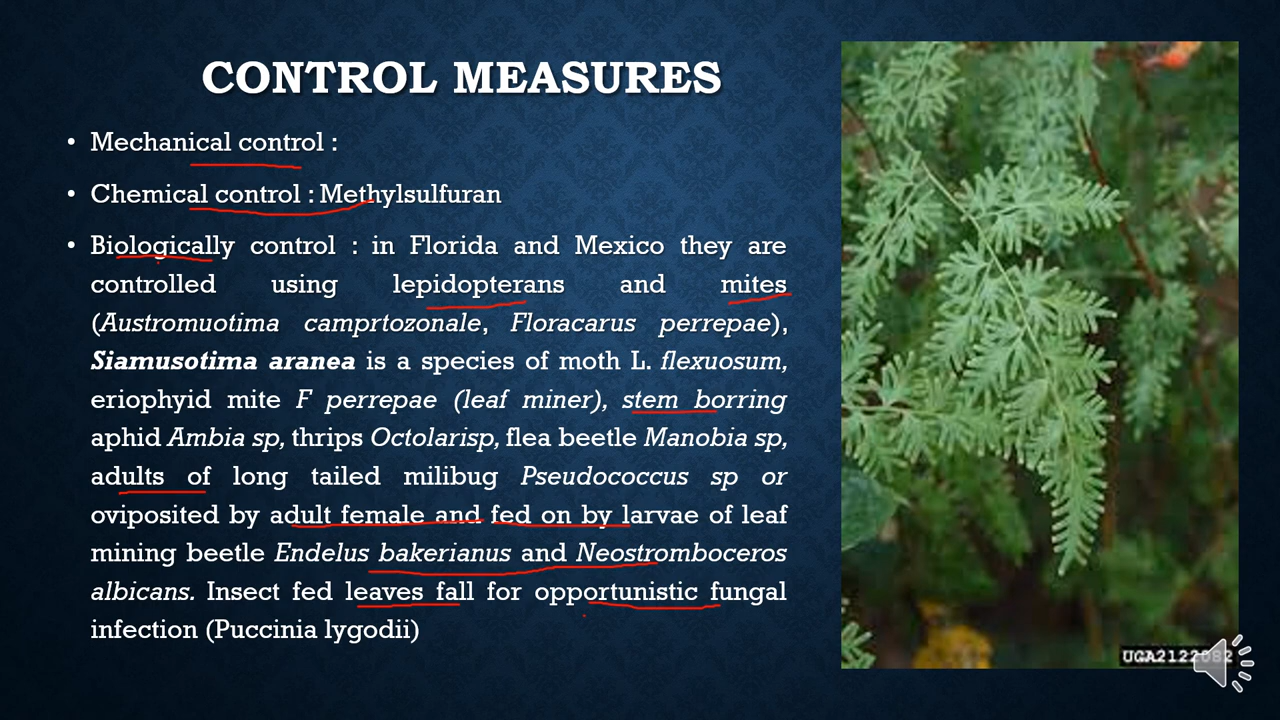 CONTROL MEASURES
• Mechanical control :
• Chemical control : Methylsulfuran
• Biologically control : in Florida and Mexico they are
controlled using lepidopterans and mites
(Austromuotima camprtozonale, Floracarus perrepae),
Siamusotima aranea is a species of moth L. flexuosum,
eriophyid mite F perrepae (leaf miner), stem borring
aphid Ambia sp, thrips Octolarisp, flea beetle Manobia sp,
adults of long tailed milibug Pseudococcus sp or
oviposited by adult female and fed on by larvae of leaf
mining beetle Endelus bakerianus and Neostromboceros
albicans. Insect fed leaves fall for opportunistic fungal
infection (Puccinia lygodii)
UGA2122082